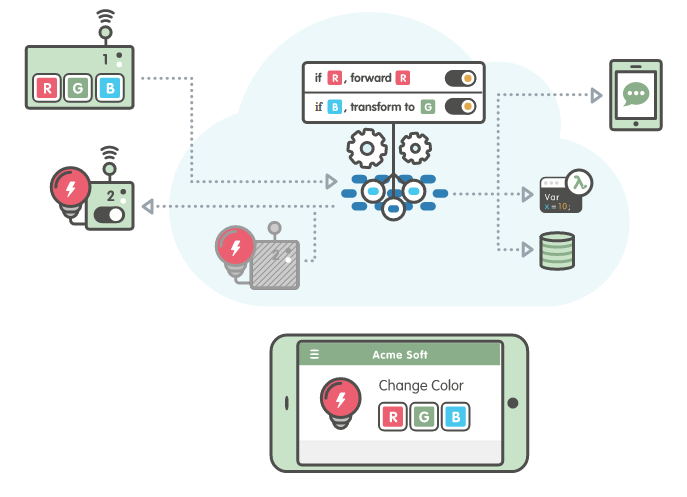 1
R G B
if R, forward R
if B, transform to G
2
2
λ
Var
x = 10;
Acme Soft
Change Color
R G B